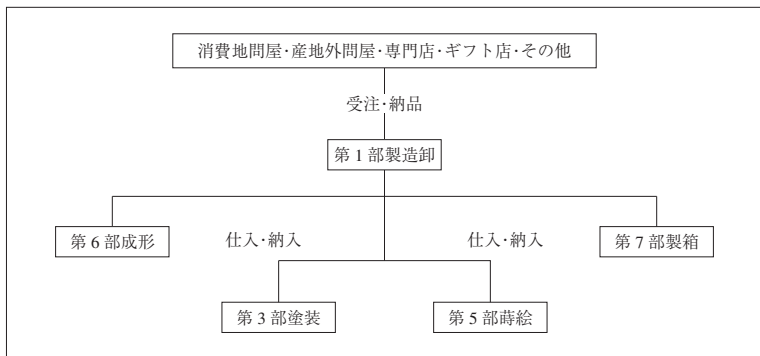 消費地問屋・産地外問屋・専門店・ギフト店・その他
受注・納品
第1部製造卸
第6部成形
仕入・納入
仕入・納入
第7部製箱
第3部塗装
第5部蒔絵